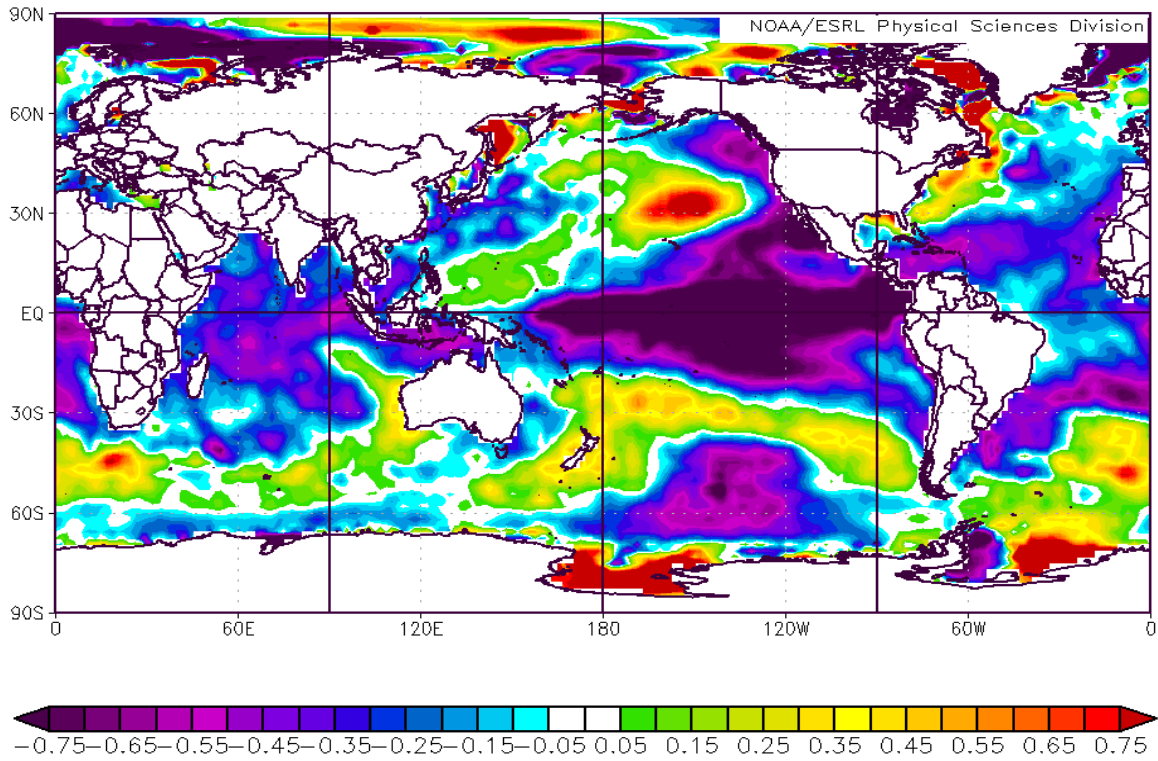 90N
NOAA/ESRL Physical Sciences Division
60N
30N
EQ
30S
60S
90S
0 60E 120E 180 120W 60W 0
−0.75 −0.65 −0.55 −0.45 −0.35 −0.25 −0.15 −0.05 0.05 0.15 0.25 0.35 0.45 0.55 0.65 0.75